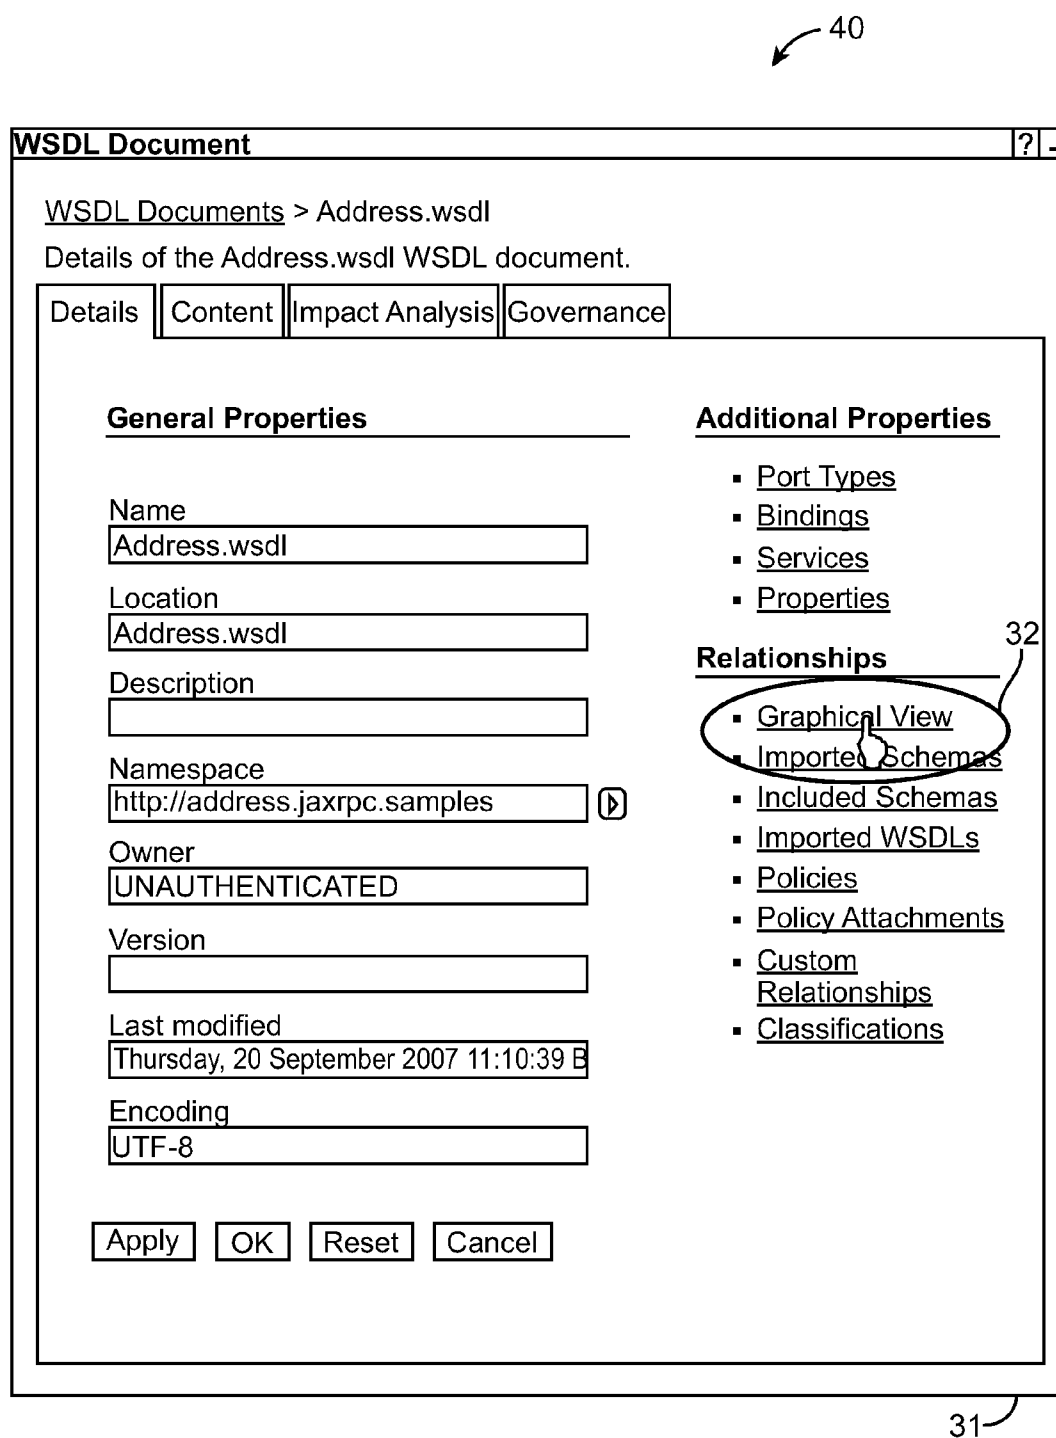 40
WSDL Document ? -
WSDL Documents > Address.wsdl
Details of the Address.wsdl WSDL document.
Details Content Impact Analysis Governance
General Properties
Name
Address.wsdl
Location
Address.wsdl
Description
Namespace
http://address.jaxrpc.samples
Owner
UNAUTHENTICATED
Version
Last modified
Thursday, 20 September 2007 11:10:39 B
Encoding
UTF-8
Apply OK Reset Cancel
Additional Properties
▪ Port Types
▪ Bindings
▪ Services
▪ Properties
32
Relationships
▪ Graphical View
▪ Imported Schemas
▪ Included Schemas
▪ Imported WSDLs
▪ Policies
▪ Policy Attachments
▪ Custom
Relationships
▪ Classifications
31